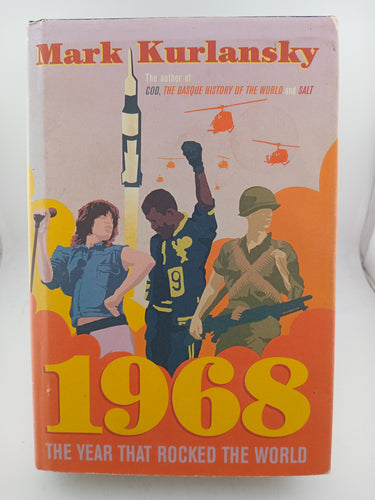 Mark Kurlansky
The author of
COD, THE BASQUE HISTORY OF THE WORLD and SALT
9
1968
THE YEAR THAT ROCKED THE WORLD